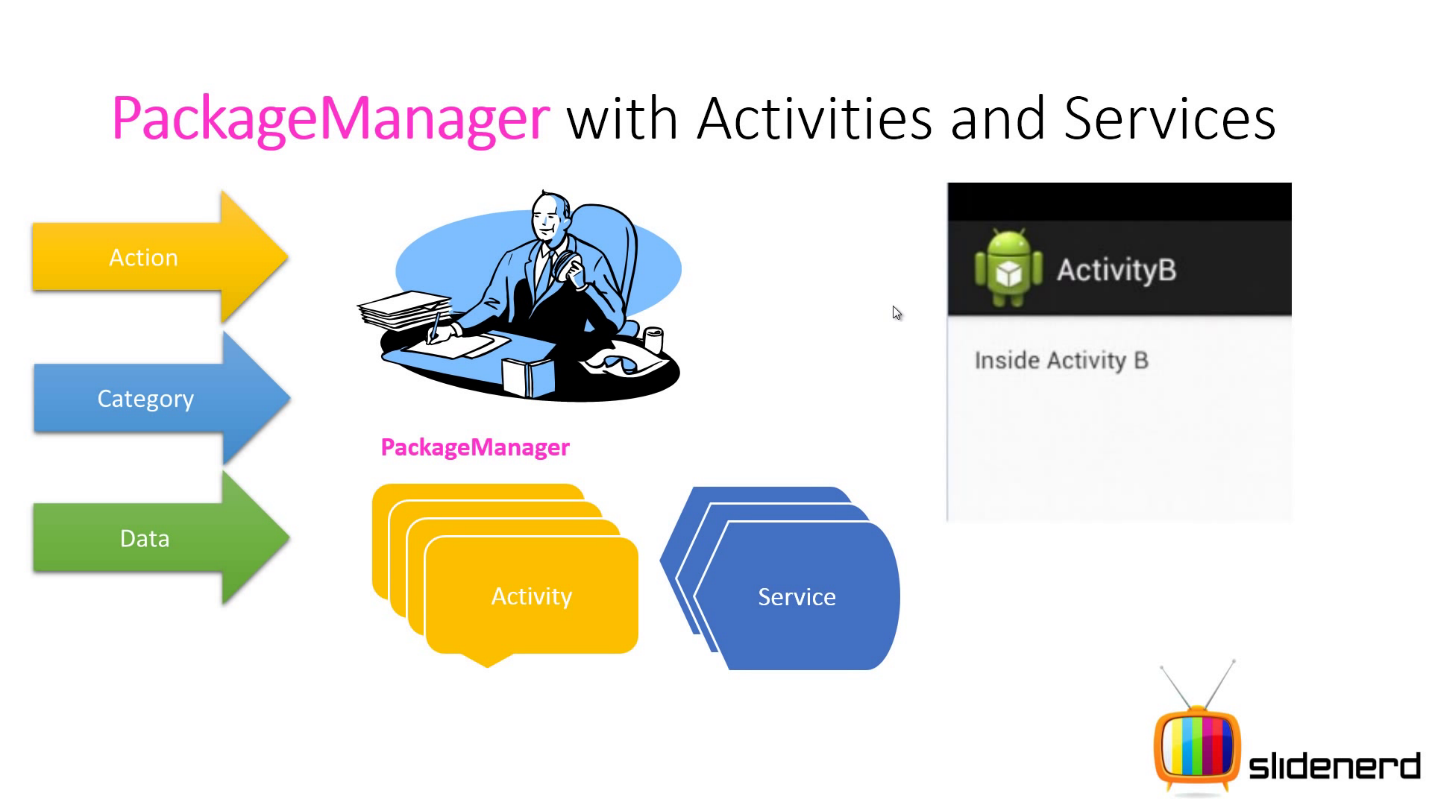 PackageManager with Activities and Services
Action
Category
Data
PackageManager
Activity
Service
ActivityB
Inside Activity B
slidenerd